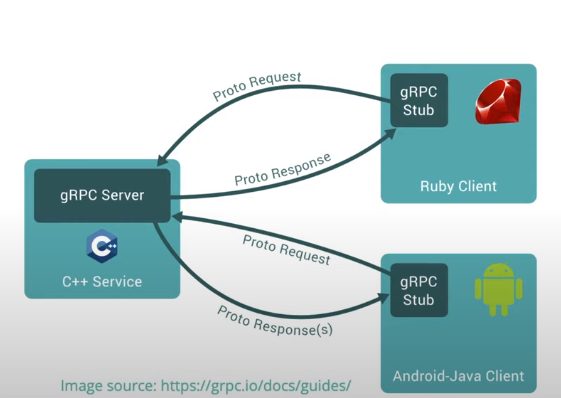 Proto Request
gRPC
Stub
Proto Response
Ruby Client
gRPC Server
C++
C++ Service
Proto Request
gRPC
Stub
Proto Response(s)
Android-Java Client
Image source: https://grpc.io/docs/guides/